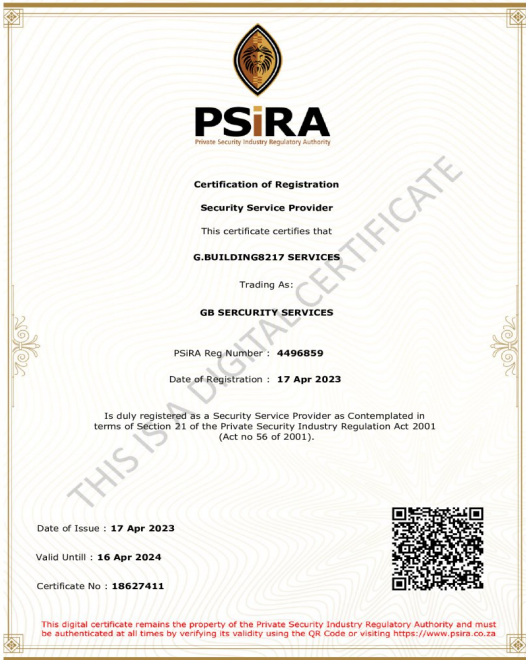 PSiRA
Private Security Industry Regulatory Authority
Certification of Registration
Security Service Provider
This certificate certifies that
G.BUILDING8217 SERVICES
Trading As:
GB SERCURITY SERVICES
PSiRA Reg Number : 4496859
Date of Registration : 17 Apr 2023
Is duly registered as a Security Service Provider as Contemplated in
terms of Section 21 of the Private Security Industry Regulation Act 2001
(Act no 56 of 2001).
THIS IS A DIGITAL CERTIFICATE
Date of Issue : 17 Apr 2023
Valid Untill : 16 Apr 2024
Certificate No : 18627411
This digital certificate remains the property of the Private Security Industry Regulatory Authority and must
be authenticated at all times by verifying its validity using the QR Code or visiting https://www.psira.co.za